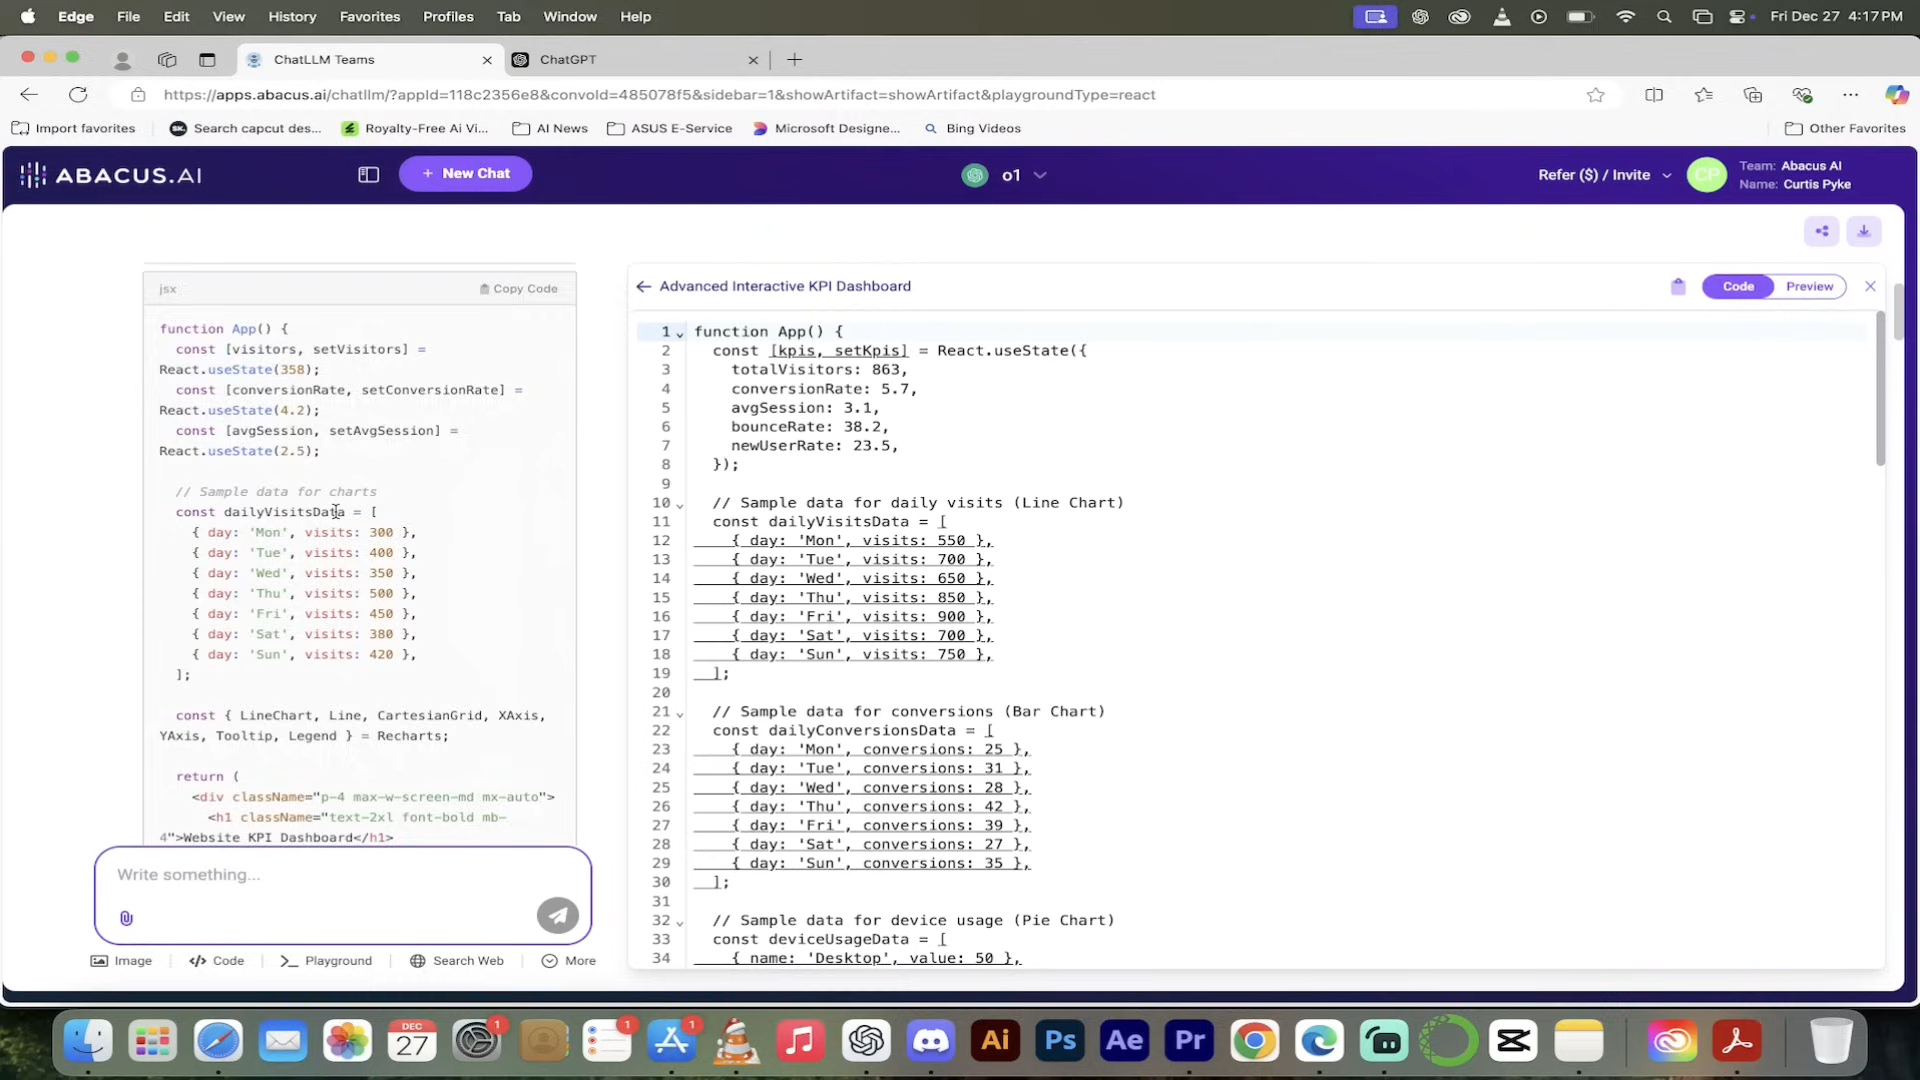 Edge File Edit View History Favorites Profiles Tab Window Help Fri Dec 27 4:17 PM
ChatLLM Teams
ChatGPT
https://apps.abacus.ai/chatllm/?appId=118c2356e8&convoId=485078f5&sidebar=1&showArtifact=showArtifact&playgroundType=react
Import favorites Search capcut des... Royalty-Free Ai Vi... AI News ASUS E-Service Microsoft Designe... Bing Videos Other Favorites
ABACUS.AI
+ New Chat
o1
Refer ($) / Invite
CP
Team: Abacus AI
Name: Curtis Pyke
jsx
Copy Code
function App() {
const [visitors, setVisitors] =
React.useState(358);
const [conversionRate, setConversionRate] =
React.useState(4.2);
const [avgSession, setAvgSession] =
React.useState(2.5);
// Sample data for charts
const dailyVisitsData = [
{ day: 'Mon', visits: 300 },
{ day: 'Tue', visits: 400 },
{ day: 'Wed', visits: 350 },
{ day: 'Thu', visits: 500 },
{ day: 'Fri', visits: 450 },
{ day: 'Sat', visits: 380 },
{ day: 'Sun', visits: 420 },
];
const { LineChart, Line, CartesianGrid, XAxis,
YAxis, Tooltip, Legend } = Recharts;
return (
<div className="p-4 max-w-screen-md mx-auto">
<h1 className="text-2xl font-bold mb-
4">Website KPI Dashboard</h1>
Write something...
Image
</> Code
Playground
Search Web
More
Advanced Interactive KPI Dashboard
Code
Preview
1 function App() {
2 const [kpis, setKpis] = React.useState({
3 totalVisitors: 863,
4 conversionRate: 5.7,
5 avgSession: 3.1,
6 bounceRate: 38.2,
7 newUserRate: 23.5,
8 });
9
10 // Sample data for daily visits (Line Chart)
11 const dailyVisitsData = [
12 { day: 'Mon', visits: 550 },
13 { day: 'Tue', visits: 700 },
14 { day: 'Wed', visits: 650 },
15 { day: 'Thu', visits: 850 },
16 { day: 'Fri', visits: 900 },
17 { day: 'Sat', visits: 700 },
18 { day: 'Sun', visits: 750 },
19 ];
20
21 // Sample data for conversions (Bar Chart)
22 const dailyConversionsData = [
23 { day: 'Mon', conversions: 25 },
24 { day: 'Tue', conversions: 31 },
25 { day: 'Wed', conversions: 28 },
26 { day: 'Thu', conversions: 42 },
27 { day: 'Fri', conversions: 39 },
28 { day: 'Sat', conversions: 27 },
29 { day: 'Sun', conversions: 35 },
30 ];
31
32 // Sample data for device usage (Pie Chart)
33 const deviceUsageData = [
34 { name: 'Desktop', value: 50 },
DEC
27
1
1
1
Ai
Ps
Ae
Pr